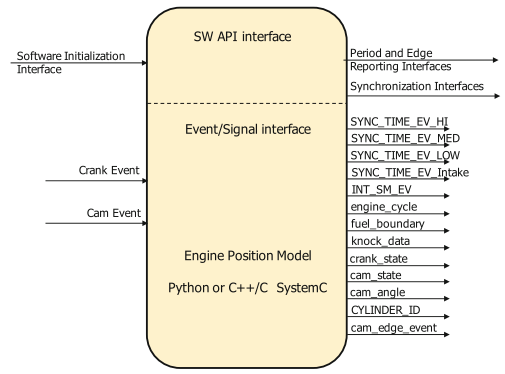 SW API interface
Software Initialization
Interface
Period and Edge
Reporting Interfaces
Synchronization Interfaces
Event/Signal interface
Crank Event
Cam Event
SYNC_TIME_EV_HI
SYNC_TIME_EV_MED
SYNC_TIME_EV_LOW
SYNC_TIME_EV_Intake
INT_SM_EV
engine_cycle
fuel_boundary
knock_data
crank_state
cam_state
cam_angle
CYLINDER_ID
cam_edge_event
Engine Position Model
Python or C++/C SystemC